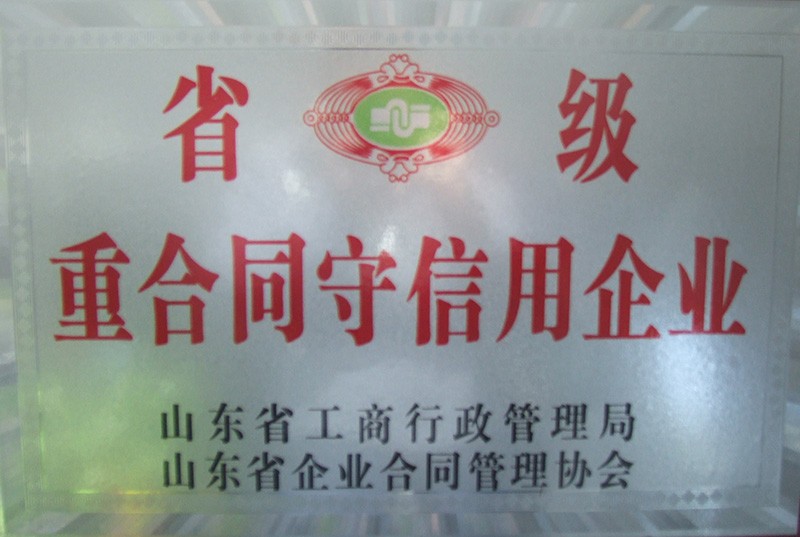 省 级
重合同守信用企业
山东省工商行政管理局
山东省企业合同管理协会